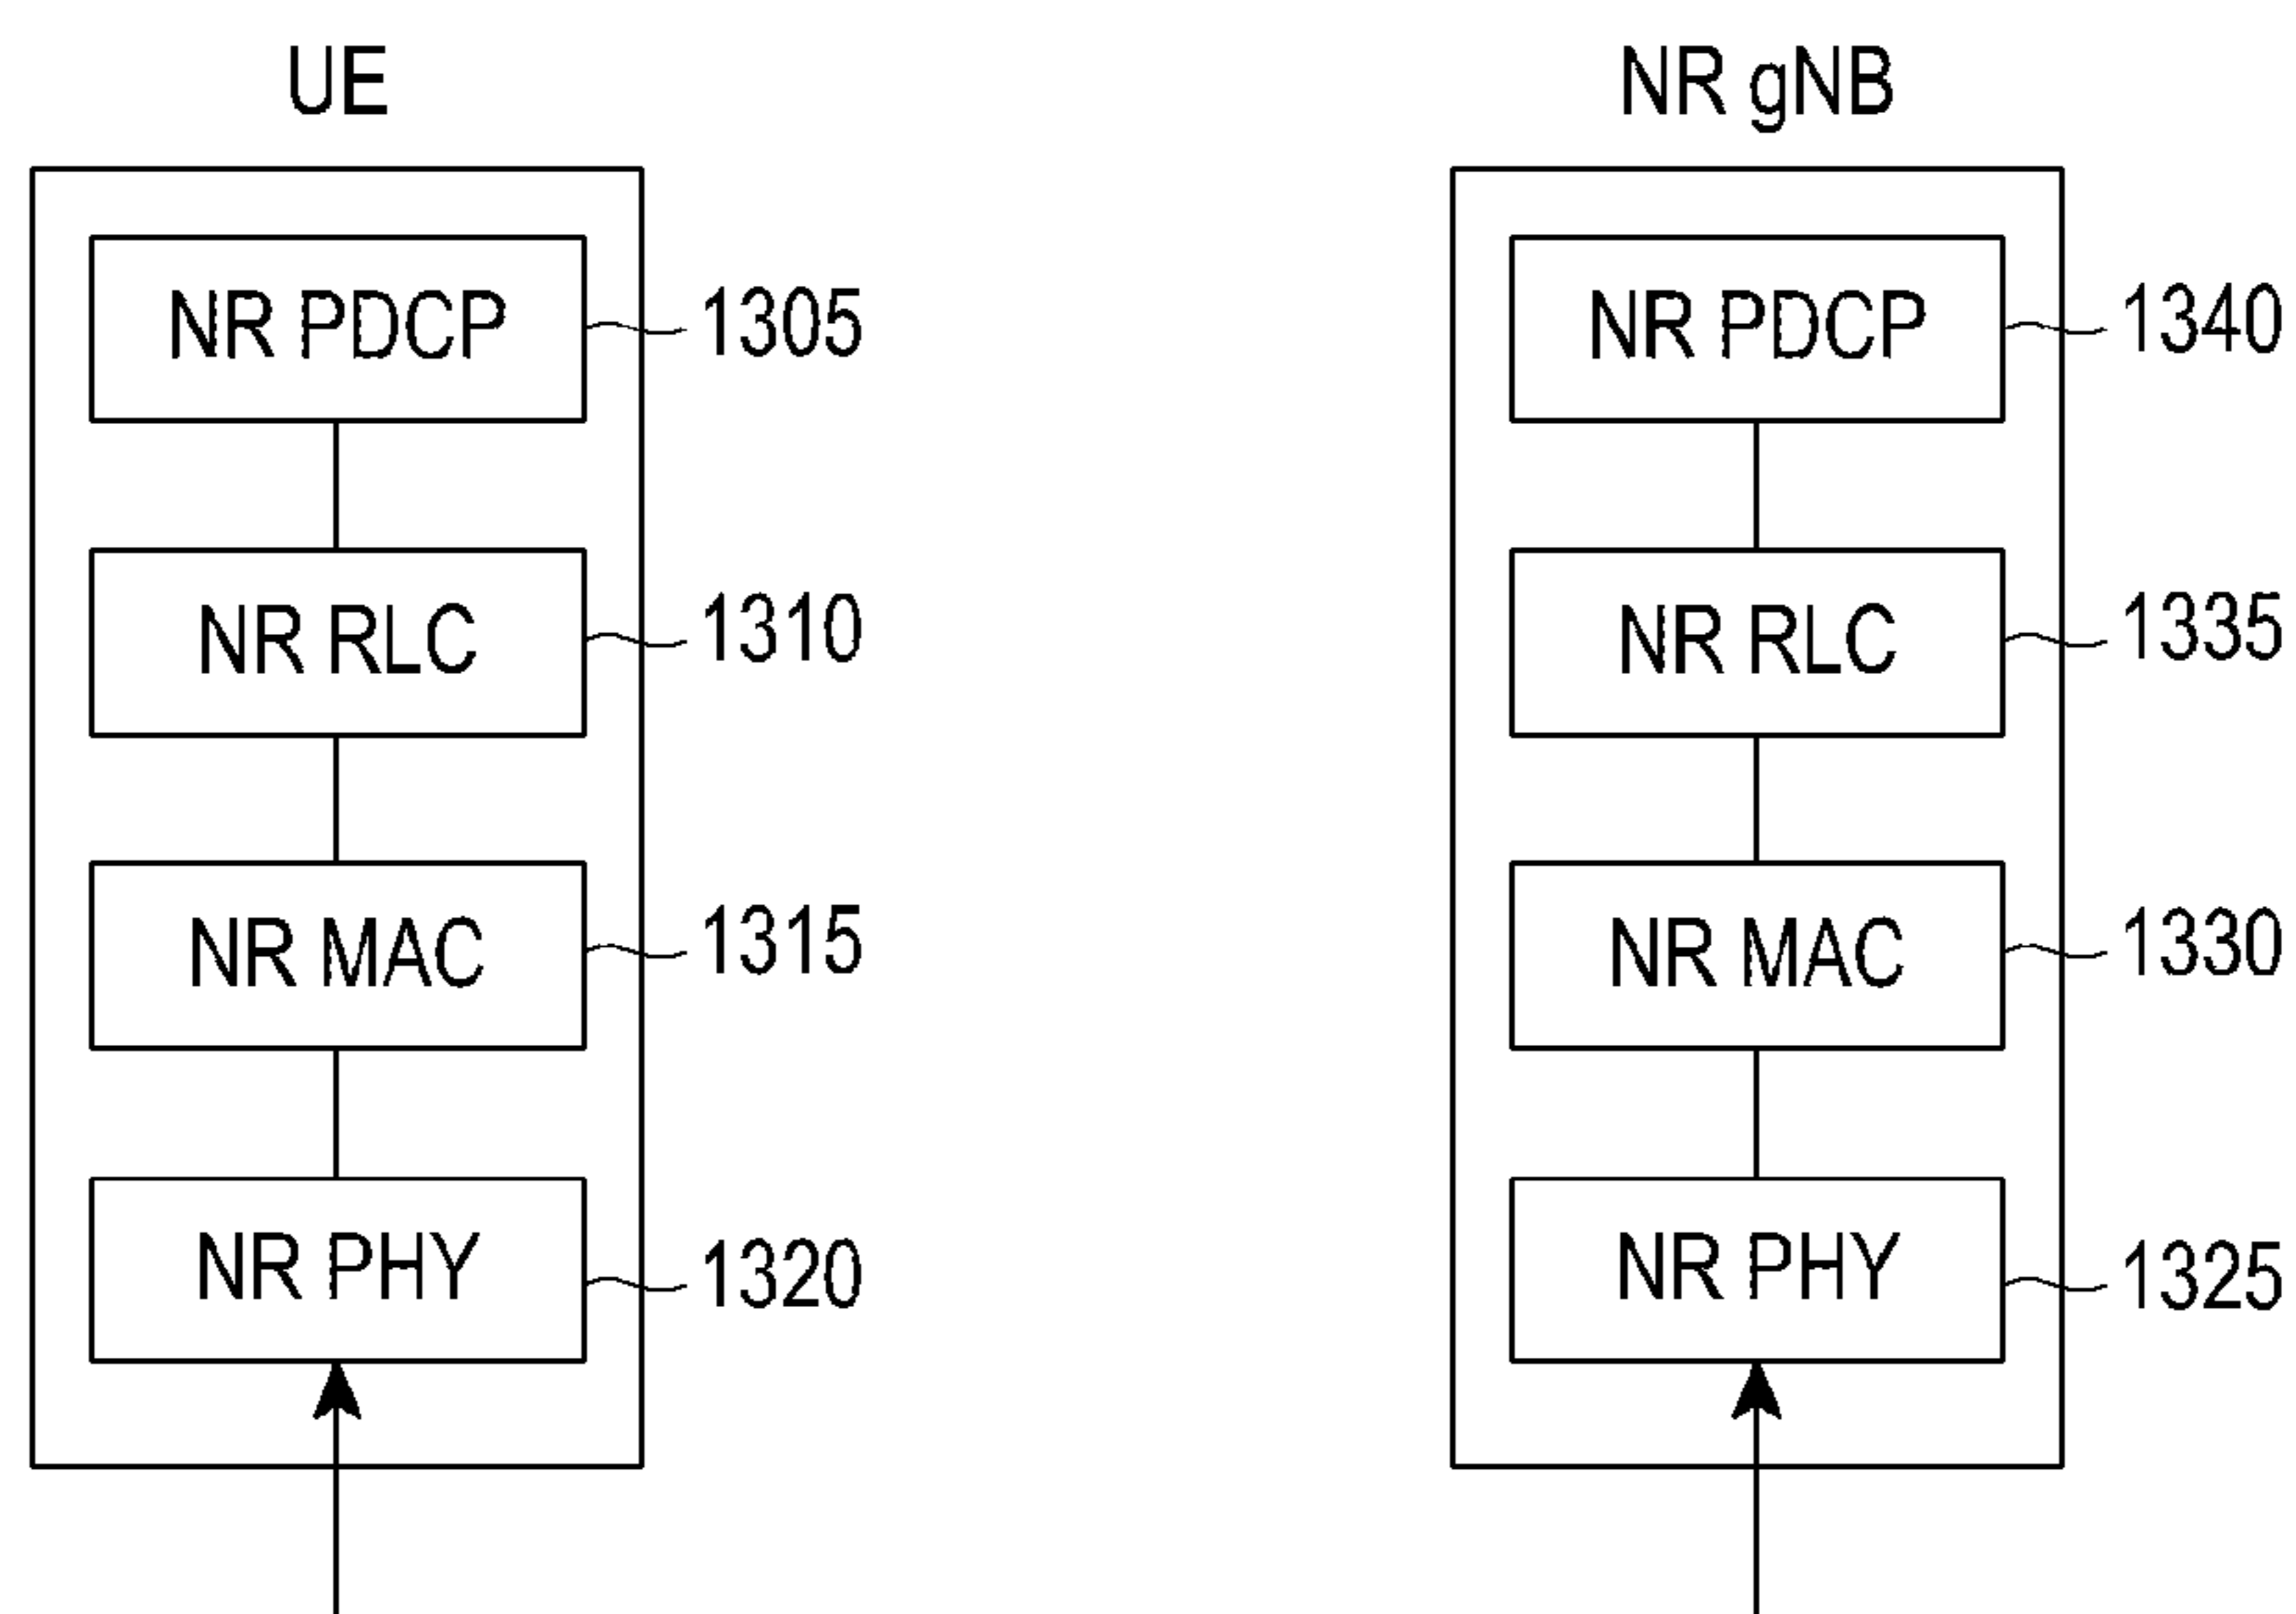 UE
NR gNB
NR PDCP 1305
NR PDCP 1340
NR RLC 1310
NR RLC 1335
NR MAC 1315
NR MAC 1330
NR PHY 1320
NR PHY 1325